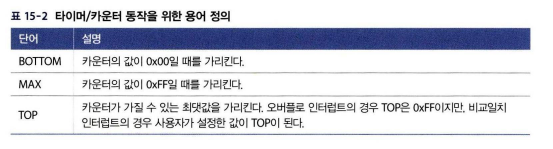 표 15-2 타이머/카운터 동작을 위한 용어 정의
단어 설명
BOTTOM 카운터의 값이 0x00일 때를 가리킨다.
MAX 카운터의 값이 0xFF일 때를 가리킨다.
TOP 카운터가 가질 수 있는 최댓값을 가리킨다. 오버플로 인터럽트의 경우 TOP은 0xFF이지만, 비교일치
인터럽트의 경우 사용자가 설정한 값이 TOP이 된다.